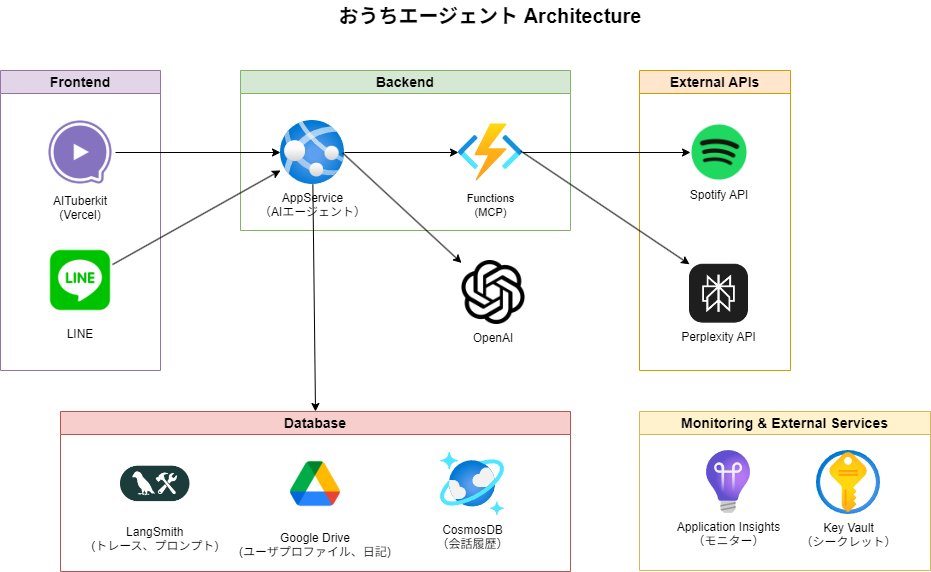 おうちエージェント Architecture
Frontend
AITuberkit
(Vercel)
LINE
LINE
Backend
AppService
（AIエージェント）
Functions
(MCP)
OpenAI
External APIs
Spotify API
Perplexity API
Database
LangSmith
(トレース、プロンプト)
Google Drive
(ユーザプロファイル、日記)
CosmosDB
（会話履歴）
Monitoring & External Services
Application Insights
（モニター）
Key Vault
（シークレット）